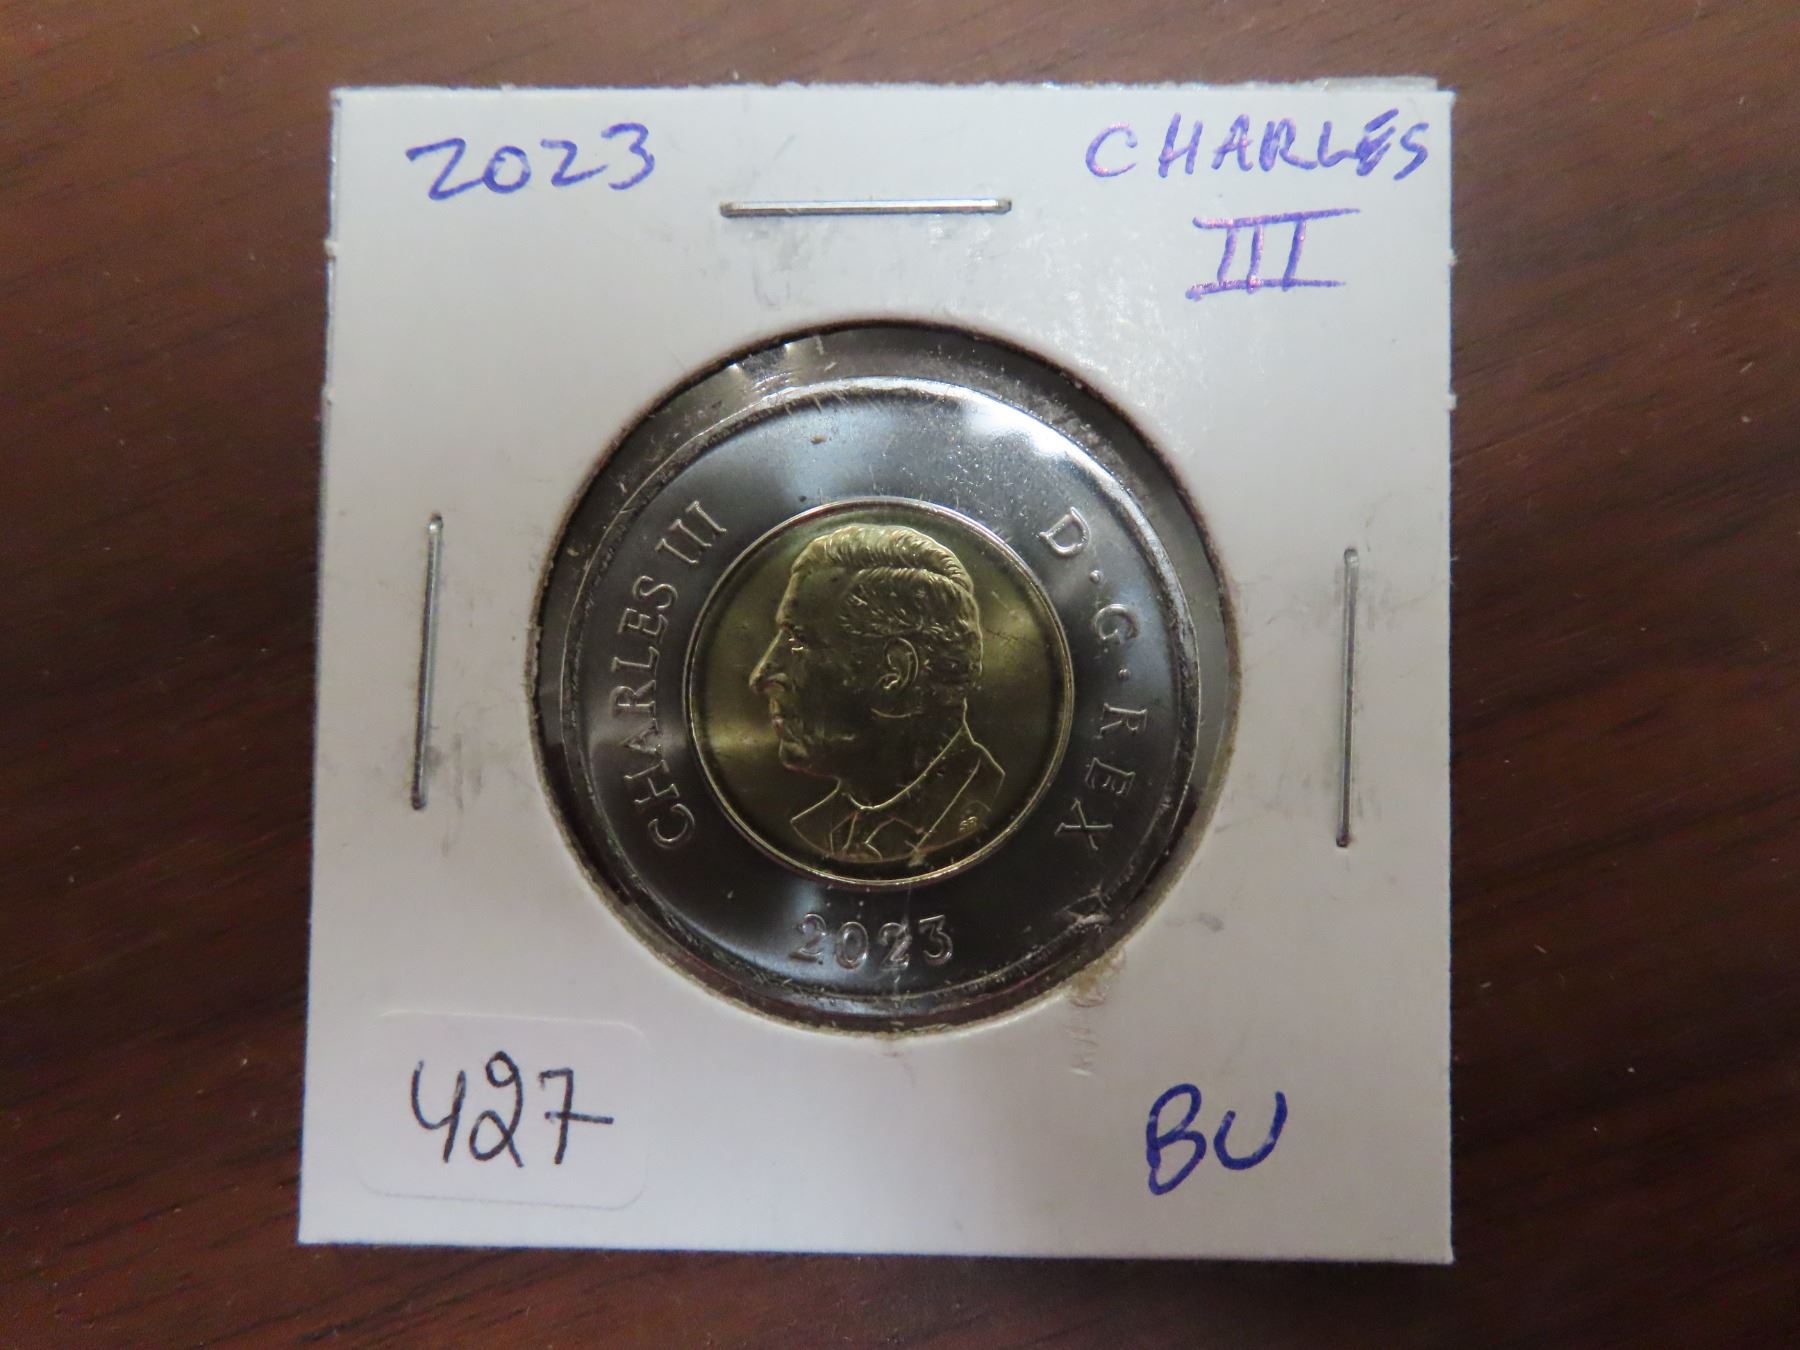 2023
CHARLES
III
CHARLES III
D · G · REX
2023
427
BU